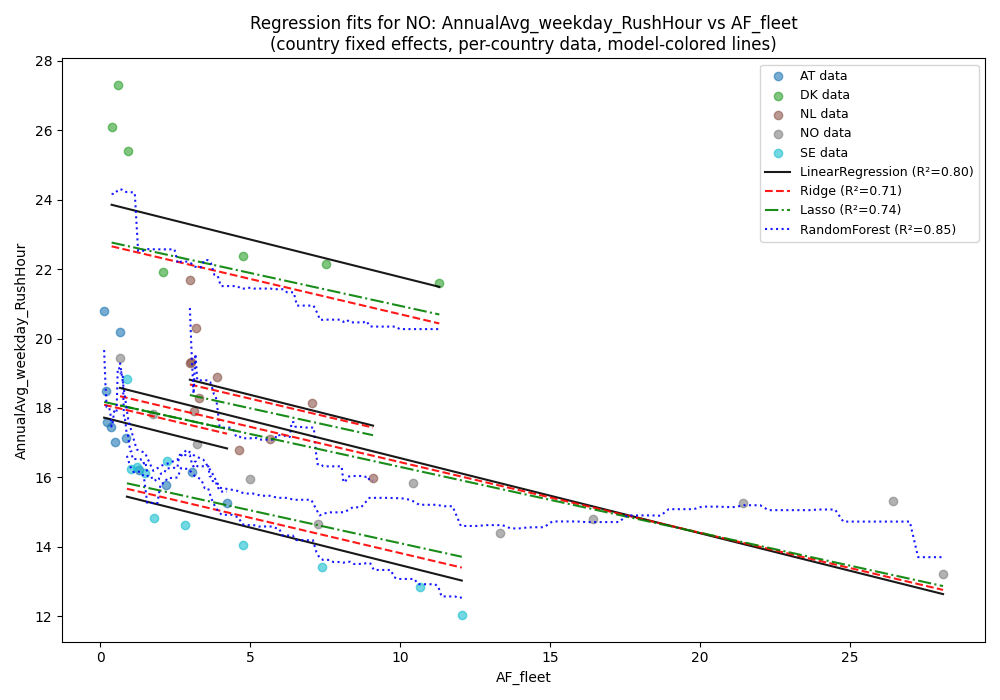 Regression fits for NO: AnnualAvg_weekday_RushHour vs AF_fleet
(country fixed effects, per-country data, model-colored lines)
AT data
DK data
NL data
NO data
SE data
LinearRegression (R²=0.80)
Ridge (R²=0.71)
Lasso (R²=0.74)
RandomForest (R²=0.85)
AnnualAvg_weekday_RushHour
28
26
24
22
20
18
16
14
12
0
5
10
15
20
25
AF_fleet